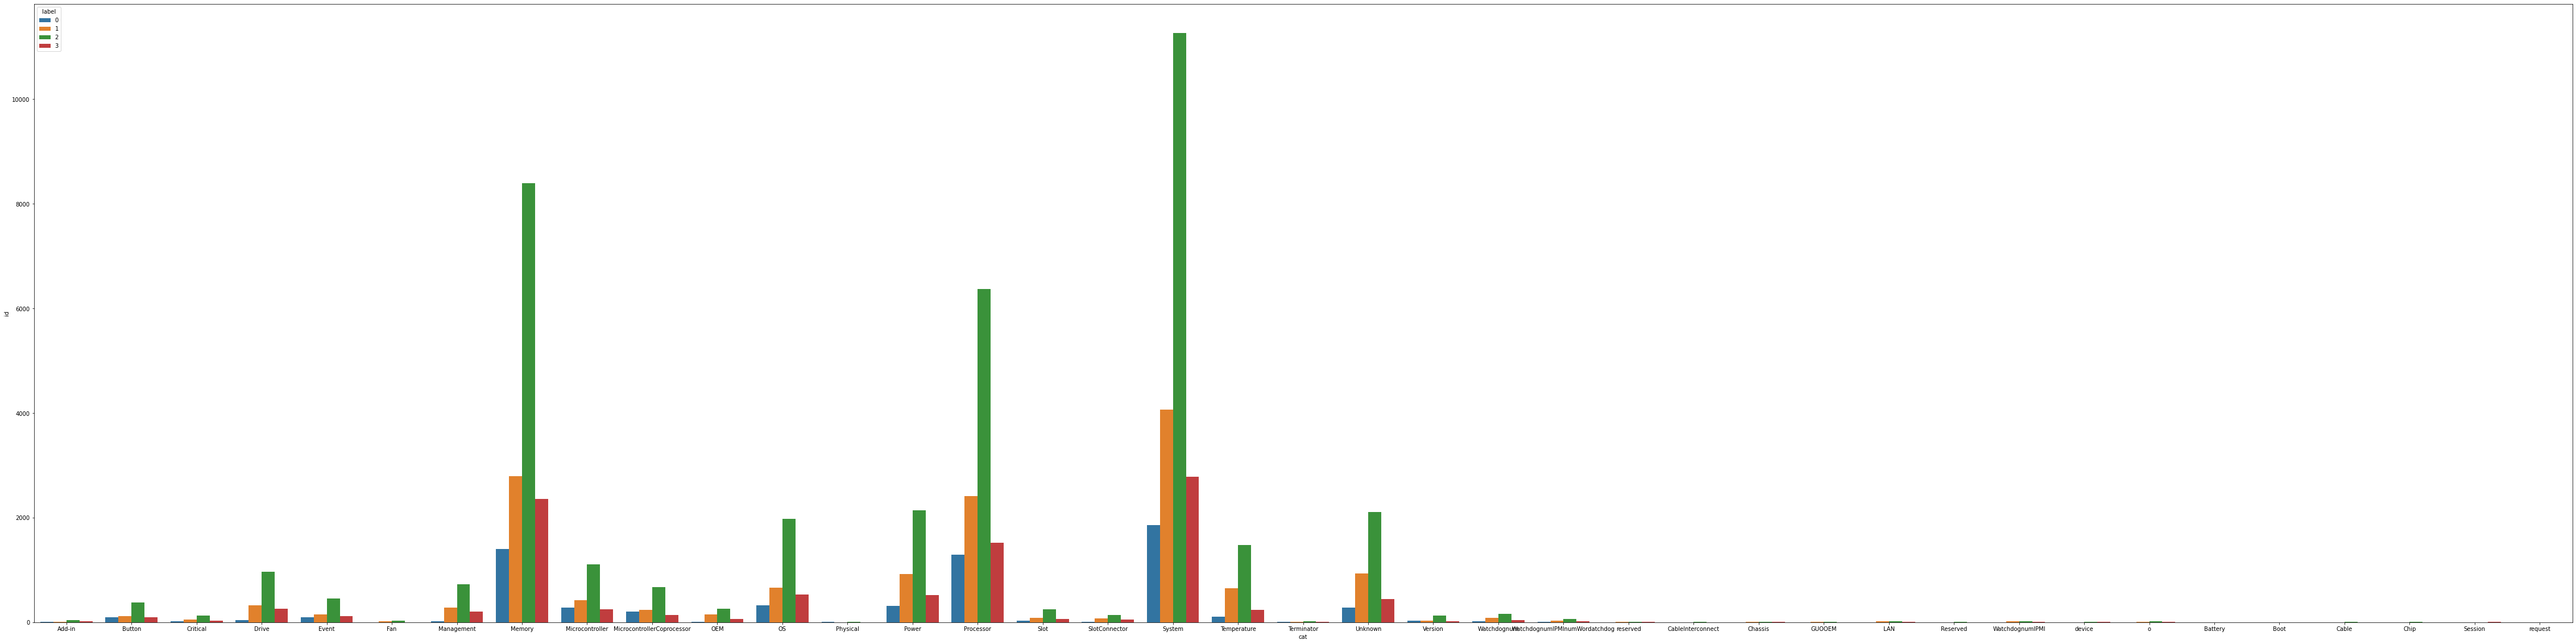 label
0
1
2
3
10000
8000
6000
4000
2000
0
id
Add-in Button Critical Drive Event Fan Management Memory Microcontroller MicrocontrollerCoprocessor OEM OS Physical Power Processor Slot SlotConnector System Temperature Terminator Unknown Version Watchdognum WatchdognumIPMInumWordatchdog reserved CableInterconnect Chassis GUOOEM LAN Reserved WatchdognumIPMI device o Battery Boot Cable Chip Session request
cat